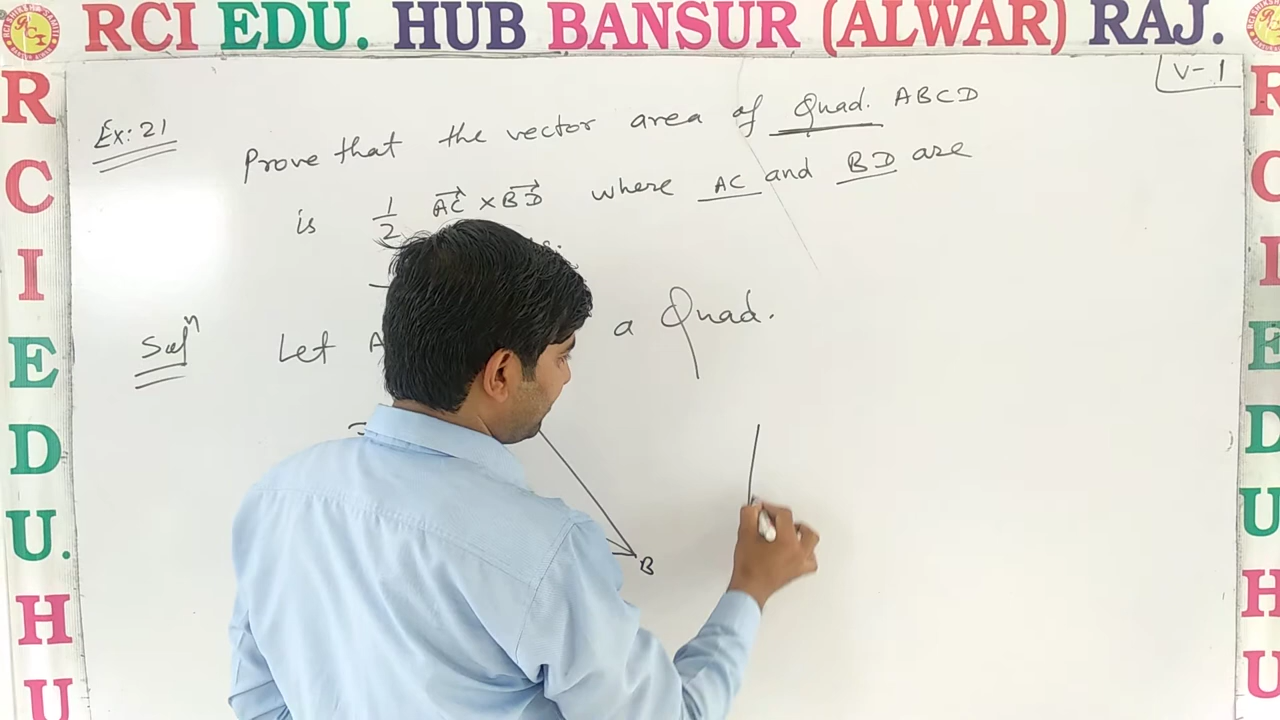 RCI EDU. HUB BANSUR (ALWAR) RAJ.
V-1
Ex: 21
Prove that the vector area of Quad. ABCD
is 1/2 AC × BD where AC and BD are
Solⁿ
Let A a Quad.
B
R
C
I
E
D
U.
H
U
R
C
I
E
D
U
H
U